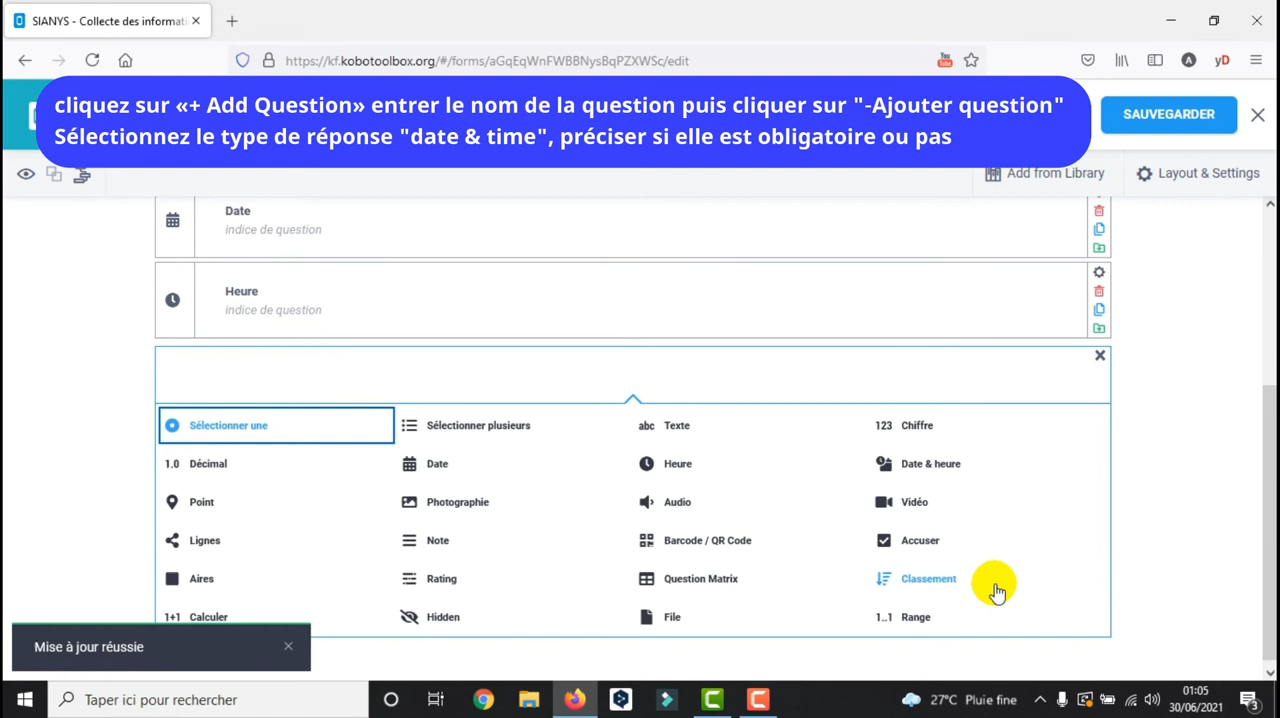 SIANYS - Collecte des informati
https://kf.kobotoolbox.org/#/forms/aGqEqWnFWBBNysBqPZXWSc/edit
You
Tube
A
yD
cliquez sur «+ Add Question» entrer le nom de la question puis cliquer sur "-Ajouter question"
Sélectionnez le type de réponse "date & time", préciser si elle est obligatoire ou pas
SAUVEGARDER
Add from Library
Layout & Settings
Date
indice de question
Heure
indice de question
Sélectionner une
Sélectionner plusieurs
abc Texte
123 Chiffre
1.0 Décimal
Date
Heure
Date & heure
Point
Photographie
Audio
Vidéo
Lignes
Note
Barcode / QR Code
Accuser
Aires
Rating
Question Matrix
Classement
1+1 Calculer
Hidden
File
1..1 Range
Mise à jour réussie
Taper ici pour rechercher
27°C Pluie fine
01:05
30/06/2021
3